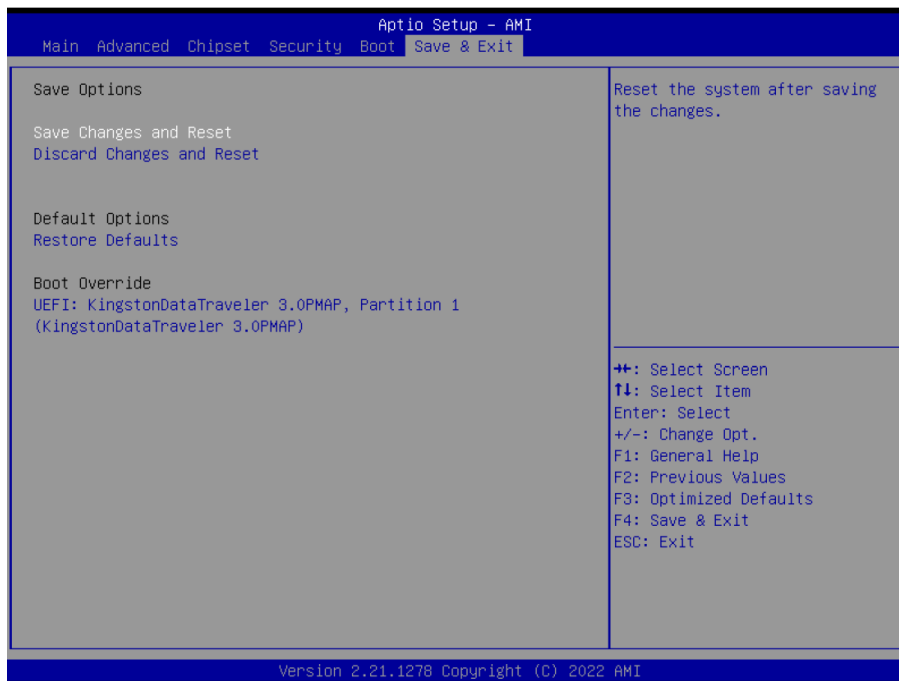 Aptio Setup – AMI
Main Advanced Chipset Security Boot Save & Exit
Save Options
Save Changes and Reset
Discard Changes and Reset
Default Options
Restore Defaults
Boot Override
UEFI: KingstonDataTraveler 3.0PMAP, Partition 1
(KingstonDataTraveler 3.0PMAP)
Reset the system after saving
the changes.
→←: Select Screen
↑↓: Select Item
Enter: Select
+/-: Change Opt.
F1: General Help
F2: Previous Values
F3: Optimized Defaults
F4: Save & Exit
ESC: Exit
Version 2.21.1278 Copyright (C) 2022 AMI